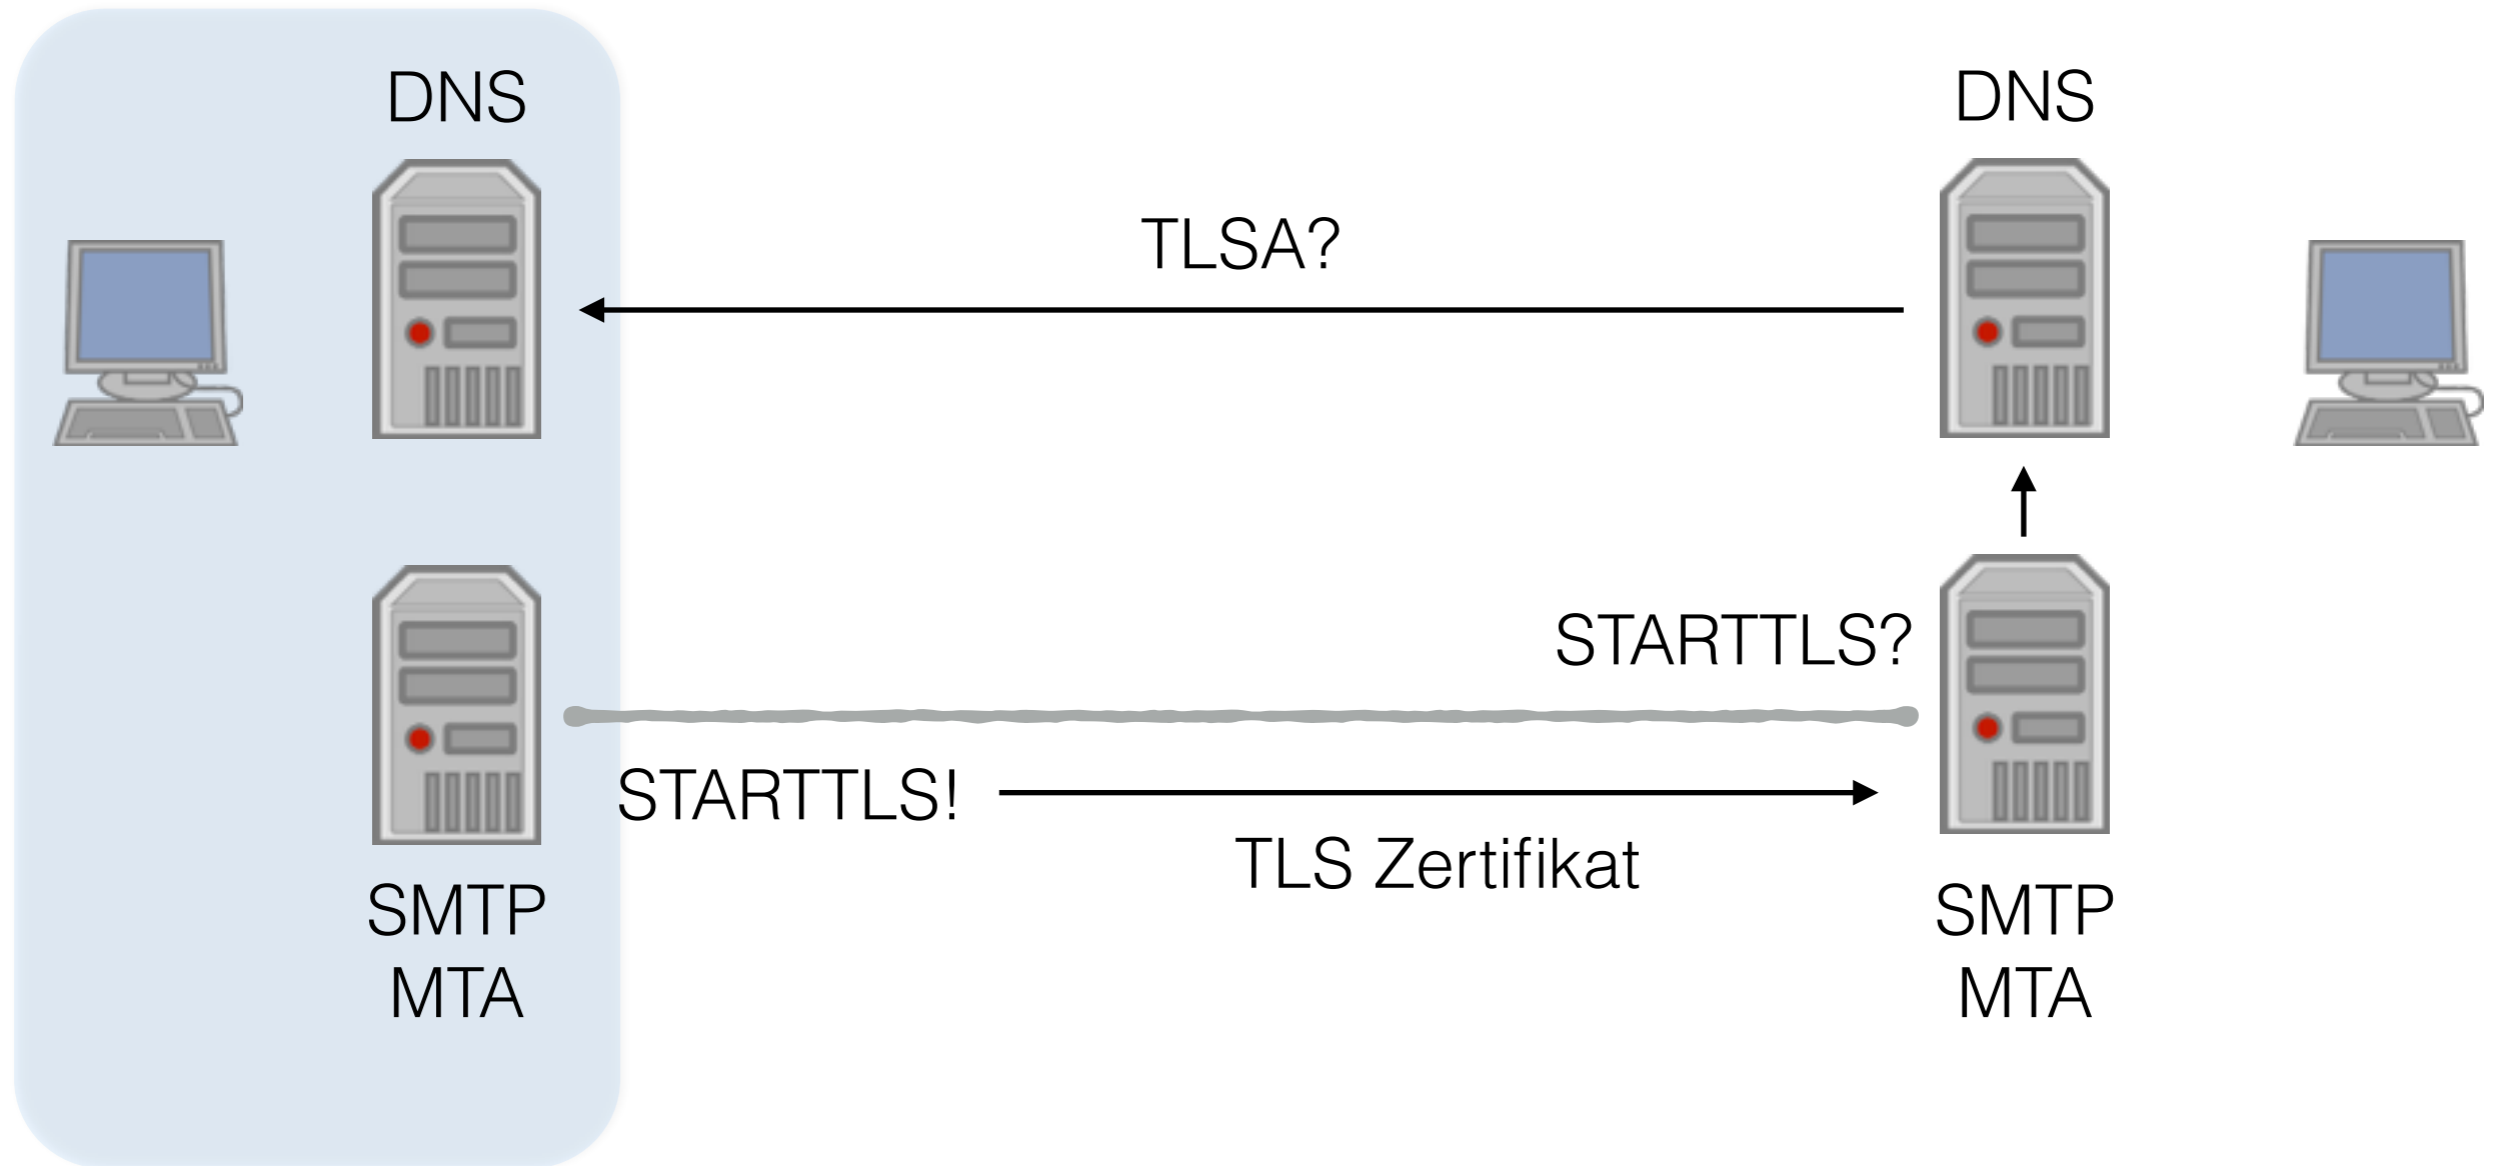 DNS
DNS
TLSA?
STARTTLS?
STARTTLS!
TLS Zertifikat
SMTP
MTA
SMTP
MTA